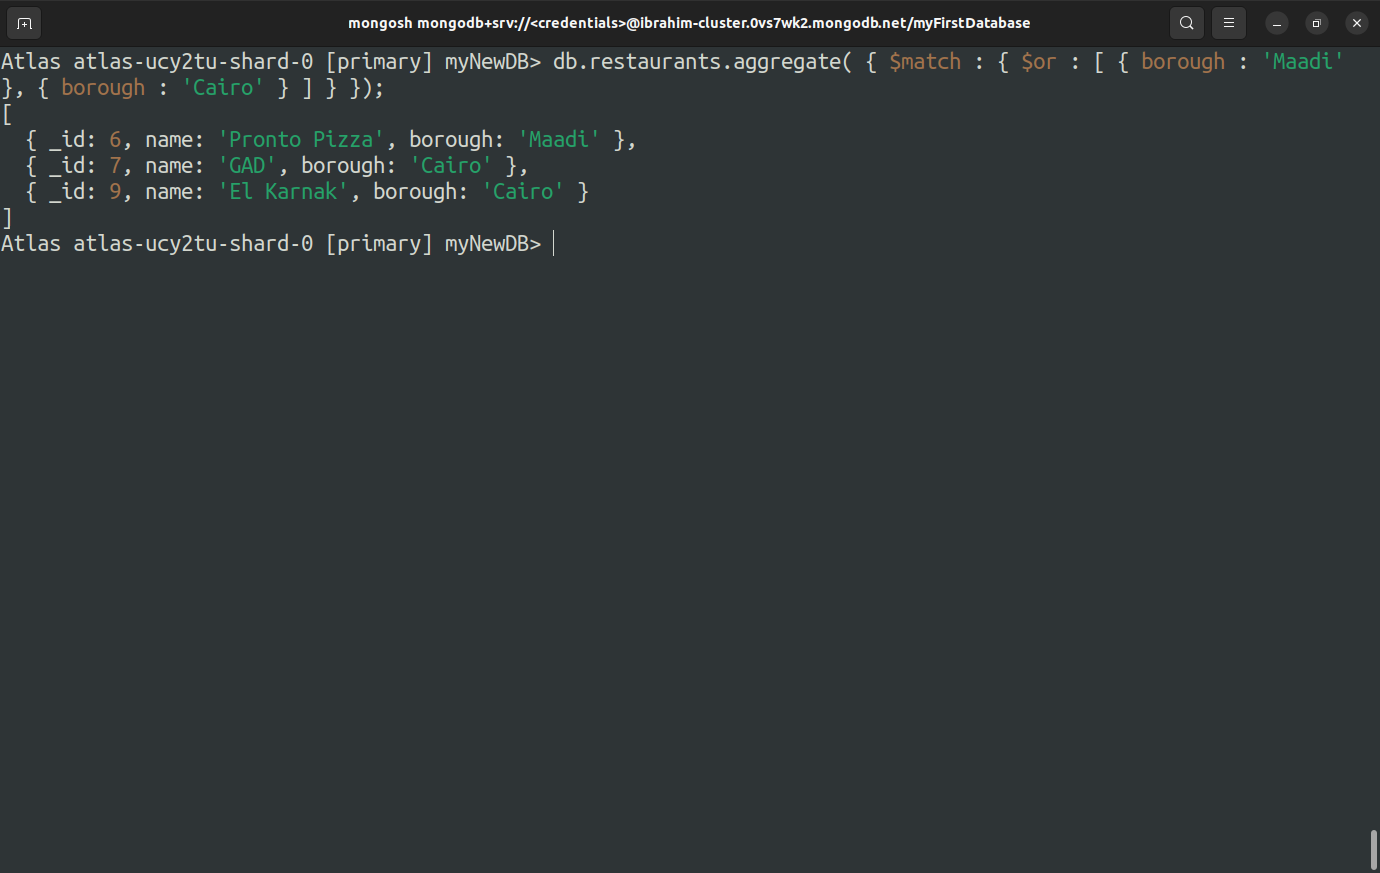 mongosh mongodb+srv://<credentials>@ibrahim-cluster.0vs7wk2.mongodb.net/myFirstDatabase
Atlas atlas-ucy2tu-shard-0 [primary] myNewDB> db.restaurants.aggregate( { $match : { $or : [ { borough : 'Maadi'
}, { borough : 'Cairo' } ] } });
[
  { _id: 6, name: 'Pronto Pizza', borough: 'Maadi' },
  { _id: 7, name: 'GAD', borough: 'Cairo' },
  { _id: 9, name: 'El Karnak', borough: 'Cairo' }
]
Atlas atlas-ucy2tu-shard-0 [primary] myNewDB>